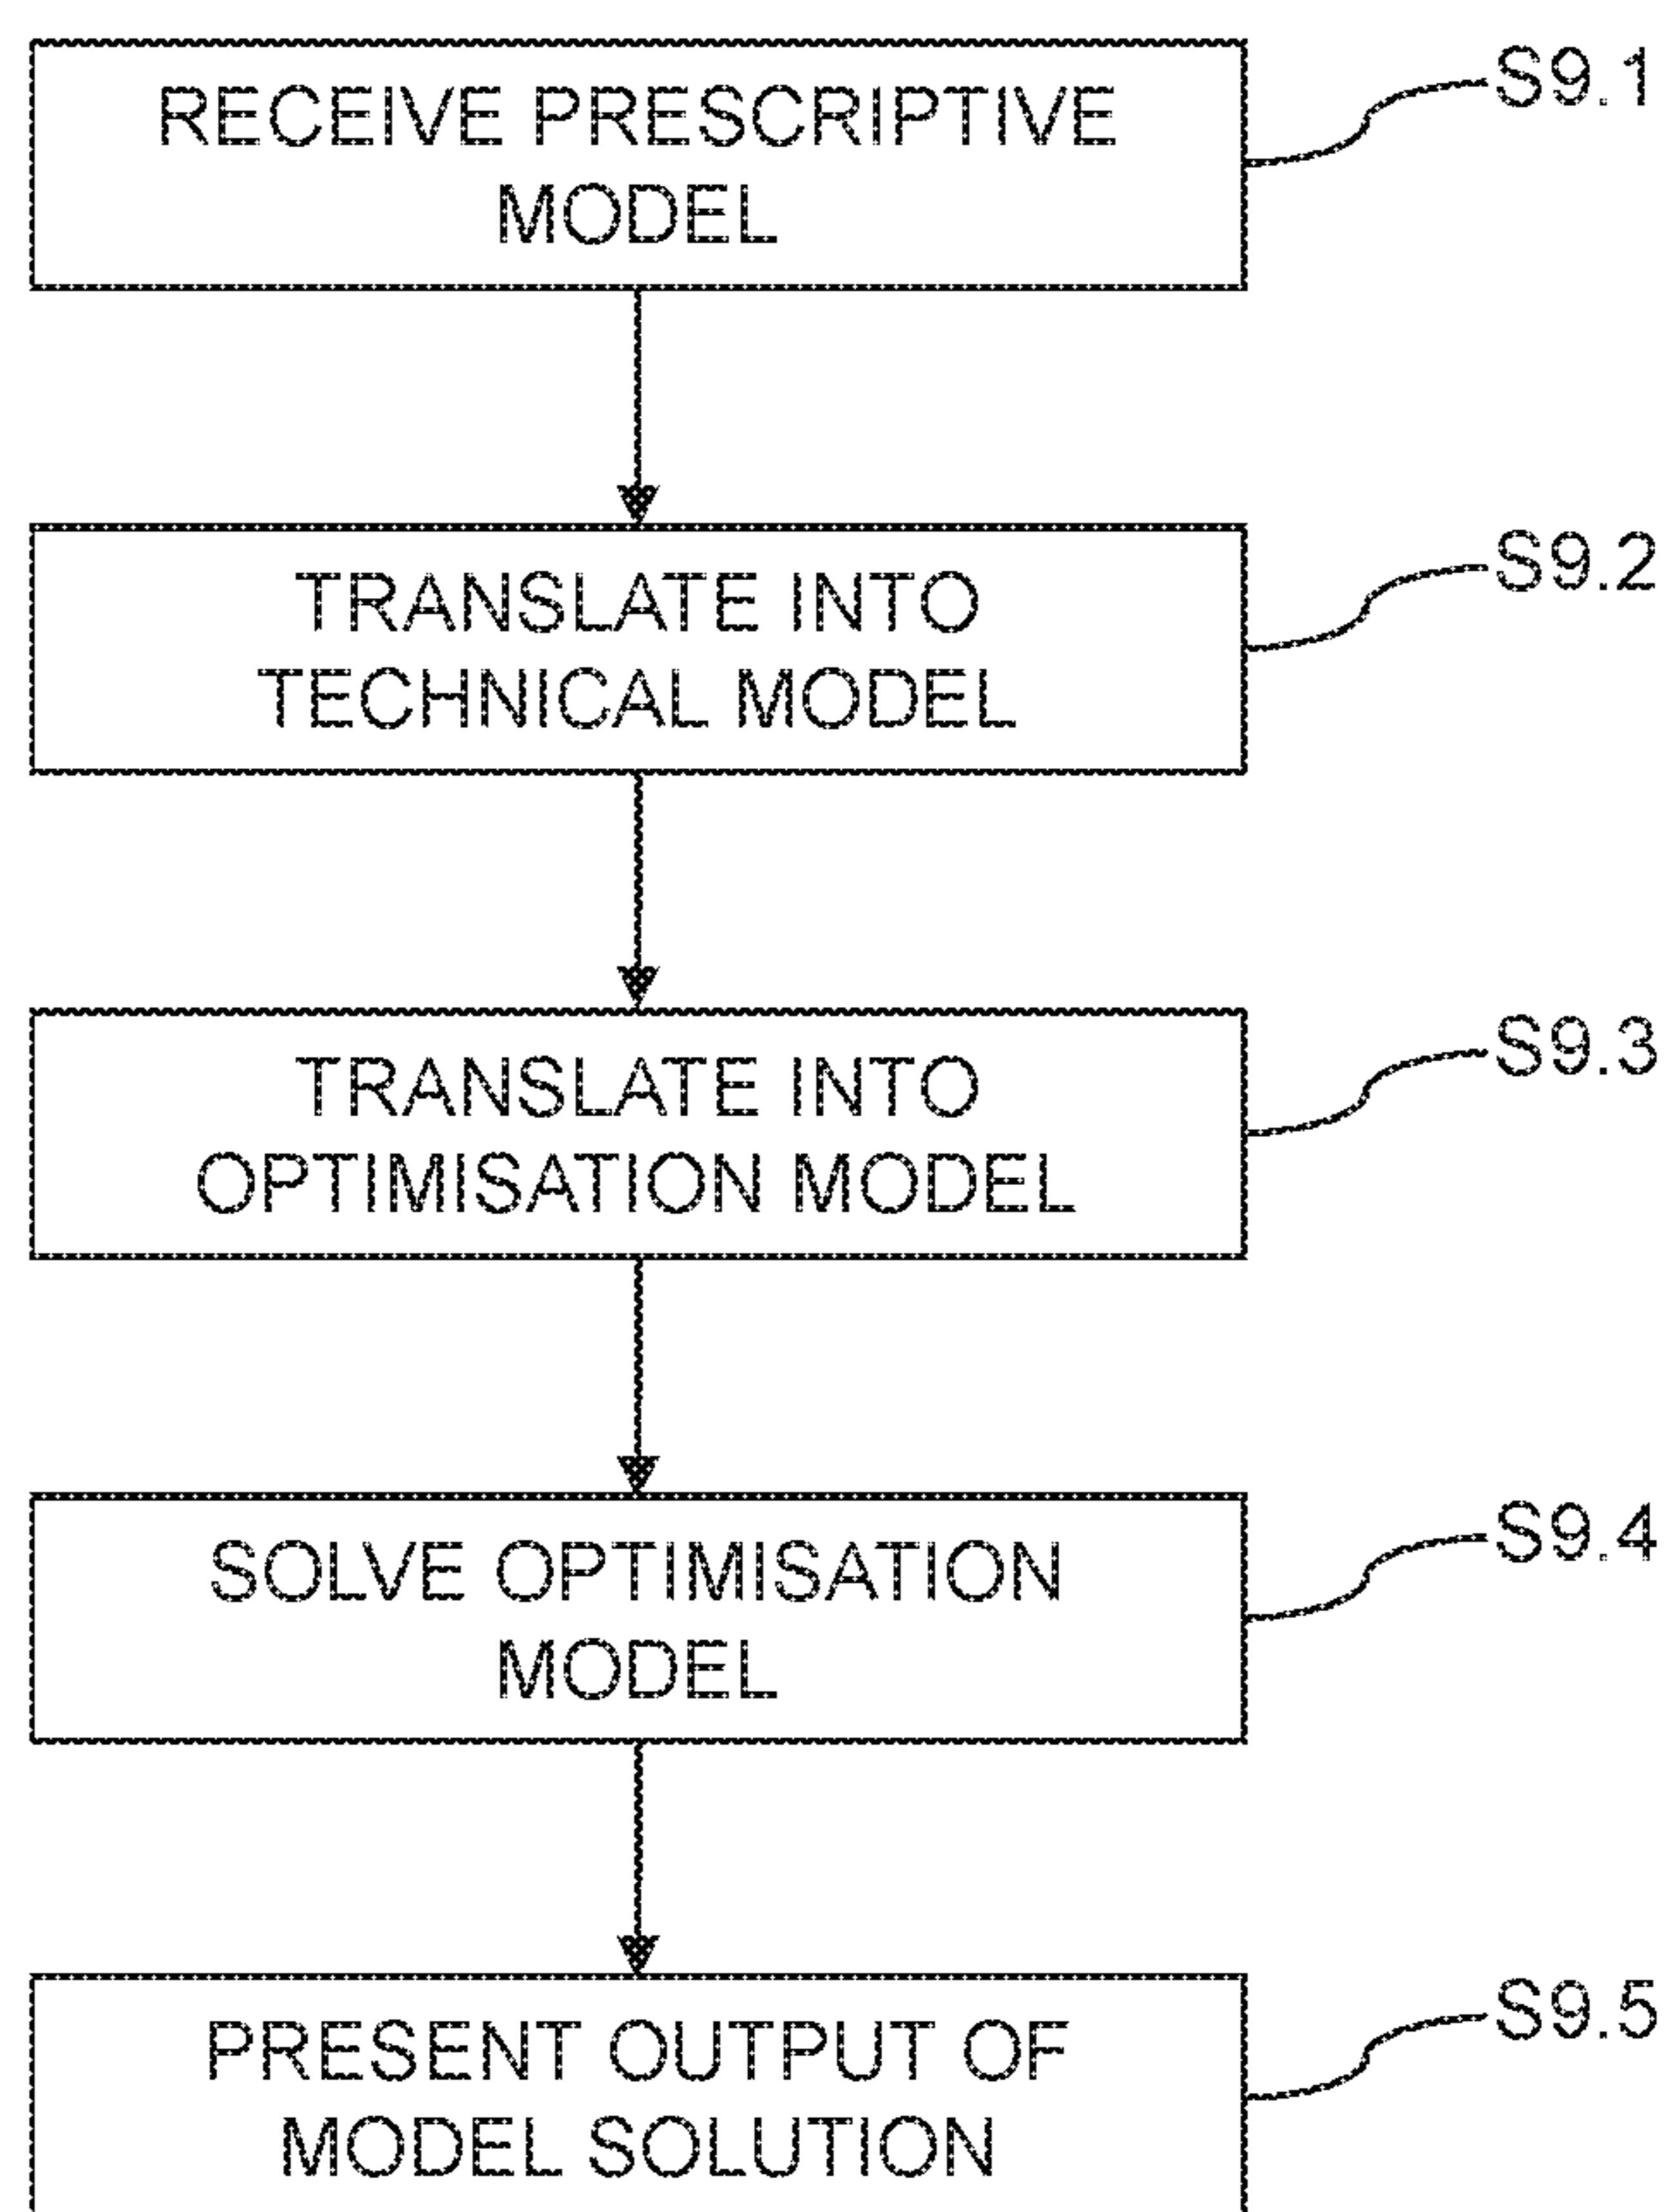 RECEIVE PRESCRIPTIVE
MODEL
S9.1
TRANSLATE INTO
TECHNICAL MODEL
S9.2
TRANSLATE INTO
OPTIMISATION MODEL
S9.3
SOLVE OPTIMISATION
MODEL
S9.4
PRESENT OUTPUT OF
MODEL SOLUTION
S9.5